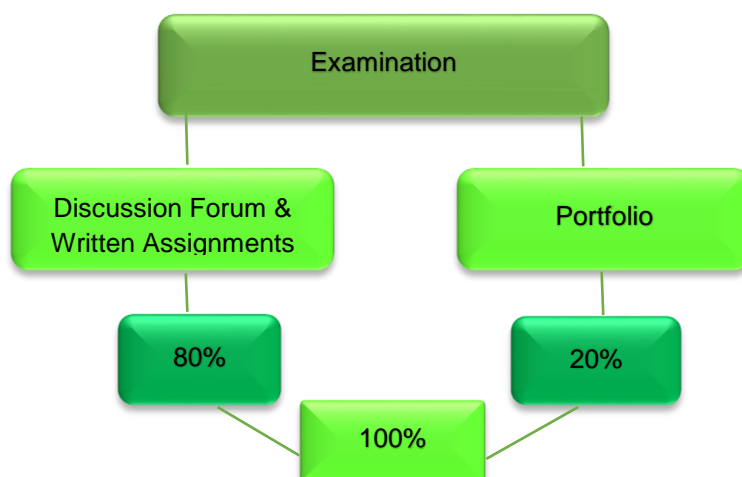 Examination
Discussion Forum &
Written Assignments
Portfolio
80%
20%
100%